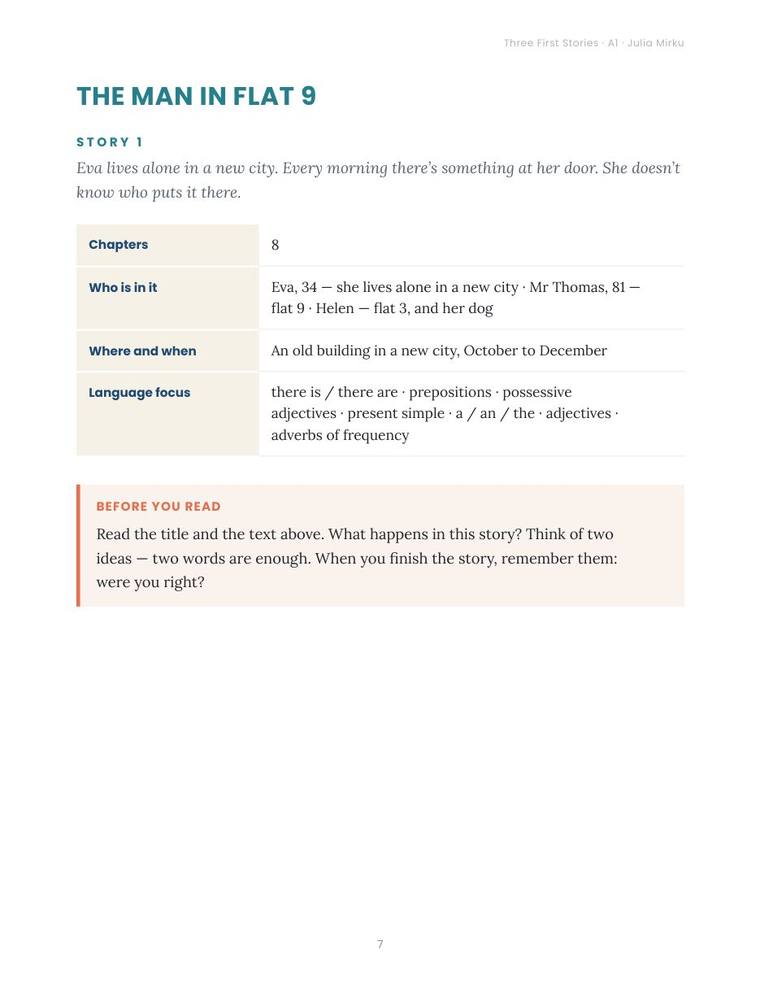 Three First Stories · A1 · Julia Mirku
THE MAN IN FLAT 9
STORY 1
Eva lives alone in a new city. Every morning there’s something at her door. She doesn’t
know who puts it there.
Chapters
8
Who is in it
Eva, 34 — she lives alone in a new city · Mr Thomas, 81 —
flat 9 · Helen — flat 3, and her dog
Where and when
An old building in a new city, October to December
Language focus
there is / there are · prepositions · possessive
adjectives · present simple · a / an / the · adjectives ·
adverbs of frequency
BEFORE YOU READ
Read the title and the text above. What happens in this story? Think of two
ideas — two words are enough. When you finish the story, remember them:
were you right?
7